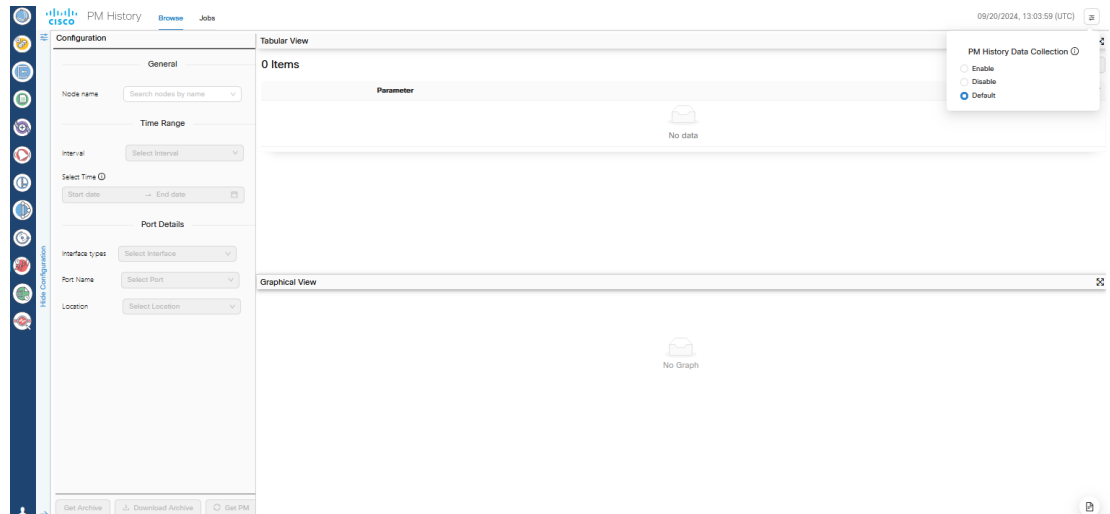 cisco PM History Browse Jobs 09/20/2024, 13:03:59 (UTC)
Configuration
General
Node name Search nodes by name
Time Range
Interval Select Interval
Select Time
Start date → End date
Port Details
Interface types Select Interface
Port Name Select Port
Location Select Location
Get Archive Download Archive Get PM
Hide Configuration
Tabular View
0 Items
Parameter
No data
Graphical View
No Graph
PM History Data Collection
Enable
Disable
Default